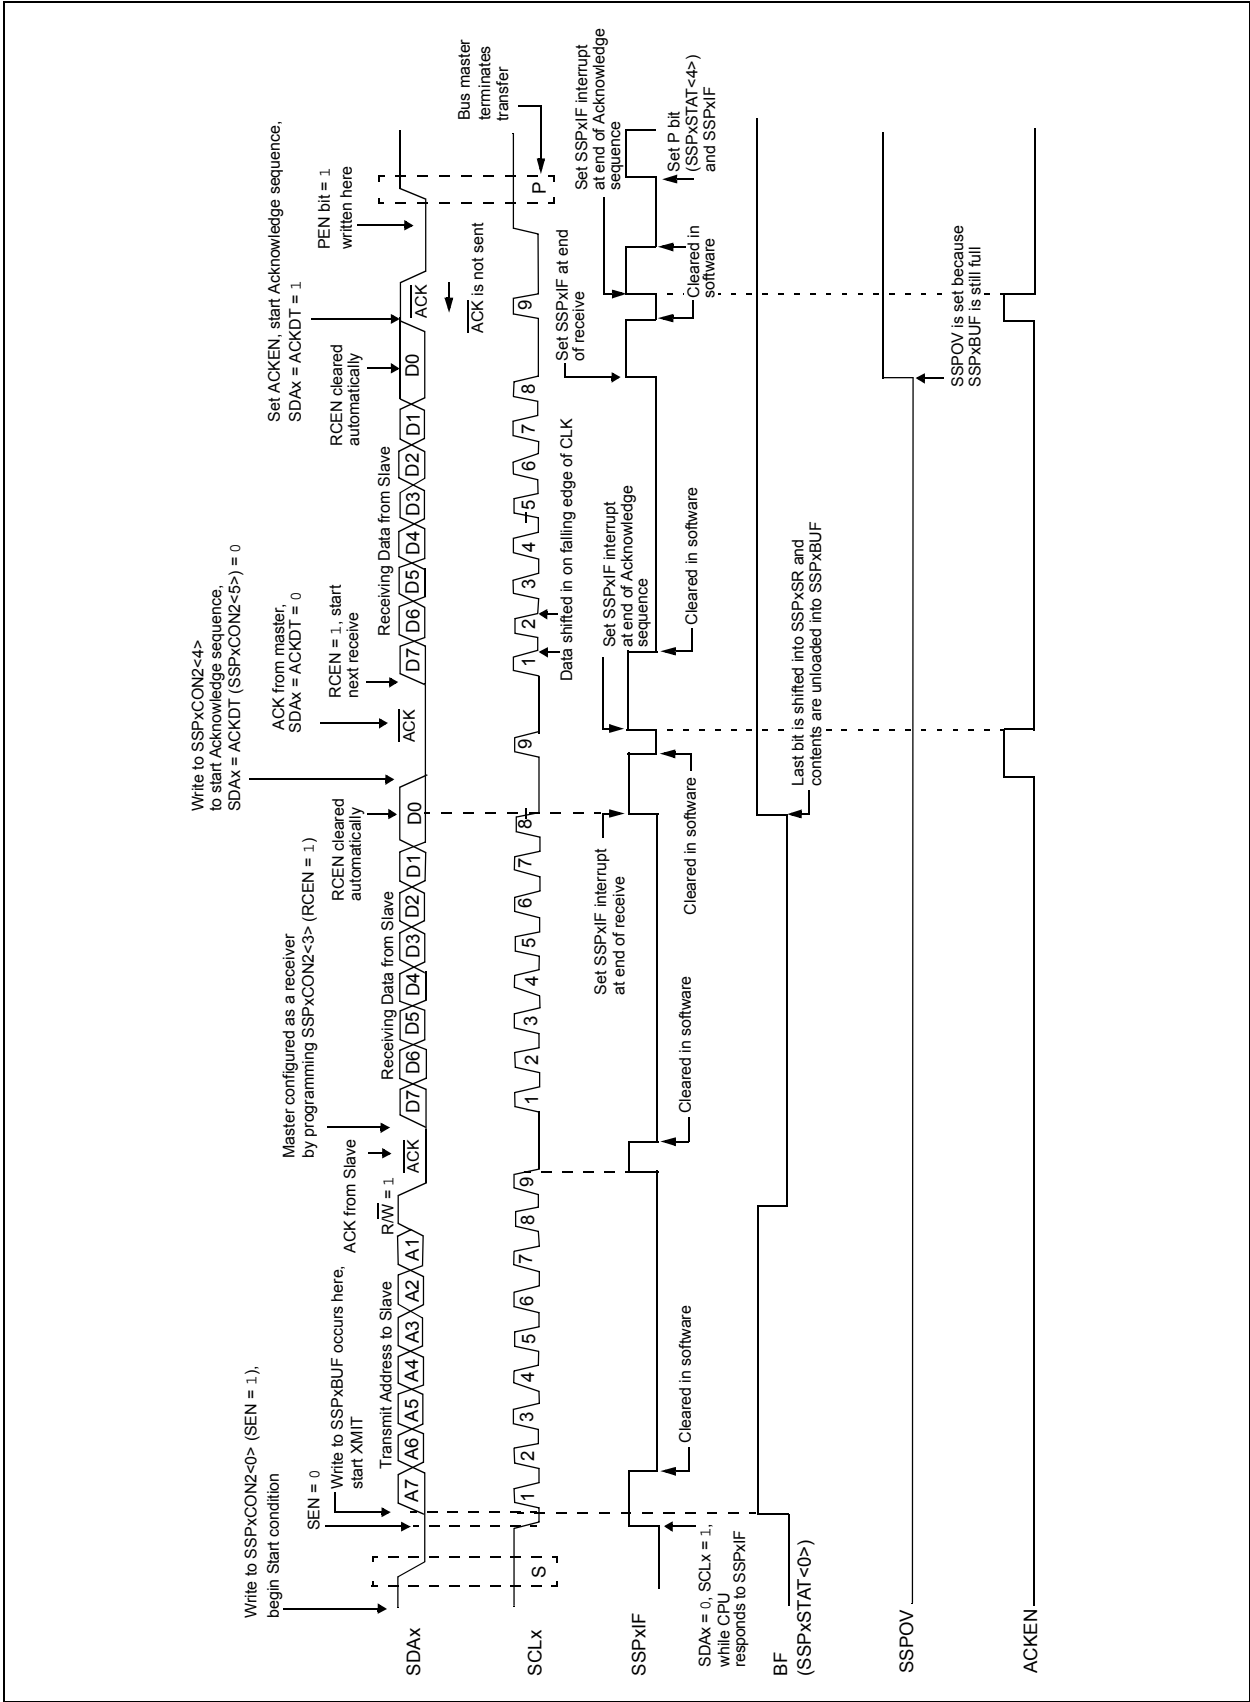 Write to SSPxCON2<0> (SEN = 1),
begin Start condition
SEN = 0
Write to SSPxBUF occurs here,
start XMIT
Transmit Address to Slave
R/W = 1
ACK from Slave
Master configured as a receiver
by programming SSPxCON2<3> (RCEN = 1)
Receiving Data from Slave
RCEN cleared
automatically
Write to SSPxCON2<4>
to start Acknowledge sequence,
SDAx = ACKDT (SSPxCON2<5>) = 0
ACK from master,
SDAx = ACKDT = 0
RCEN = 1, start
next receive
Receiving Data from Slave
RCEN cleared
automatically
Set ACKEN, start Acknowledge sequence,
SDAx = ACKDT = 1
PEN bit = 1
written here
SDAx
A7 A6 A5 A4 A3 A2 A1
ACK
D7 D6 D5 D4 D3 D2 D1 D0
ACK
D7 D6 D5 D4 D3 D2 D1 D0
ACK
ACK is not sent
Bus master
terminates
transfer
SCLx
S
1 2 3 4 5 6 7 8 9
1 2 3 4 5 6 7 8
9
1 2 3 4 5 6 7 8
9
P
Data shifted in on falling edge of CLK
Set SSPxIF interrupt
at end of receive
Set SSPxIF interrupt
at end of Acknowledge
sequence
Set SSPxIF at end
of receive
Set SSPxIF interrupt
at end of Acknowledge
sequence
SSPxIF
SDAx = 0, SCLx = 1,
while CPU
responds to SSPxIF
Cleared in software
Cleared in software
Cleared in software
Cleared in software
Cleared in
software
Set P bit
(SSPxSTAT<4>)
and SSPxIF
BF
(SSPxSTAT<0>)
Last bit is shifted into SSPxSR and
contents are unloaded into SSPxBUF
SSPOV
SSPOV is set because
SSPxBUF is still full
ACKEN